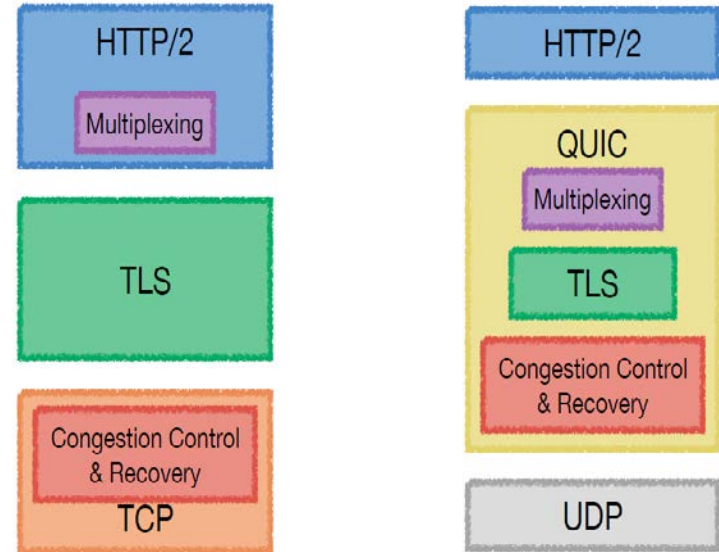 HTTP/2
Multiplexing
TLS
Congestion Control
& Recovery
TCP
HTTP/2
QUIC
Multiplexing
TLS
Congestion Control
& Recovery
UDP